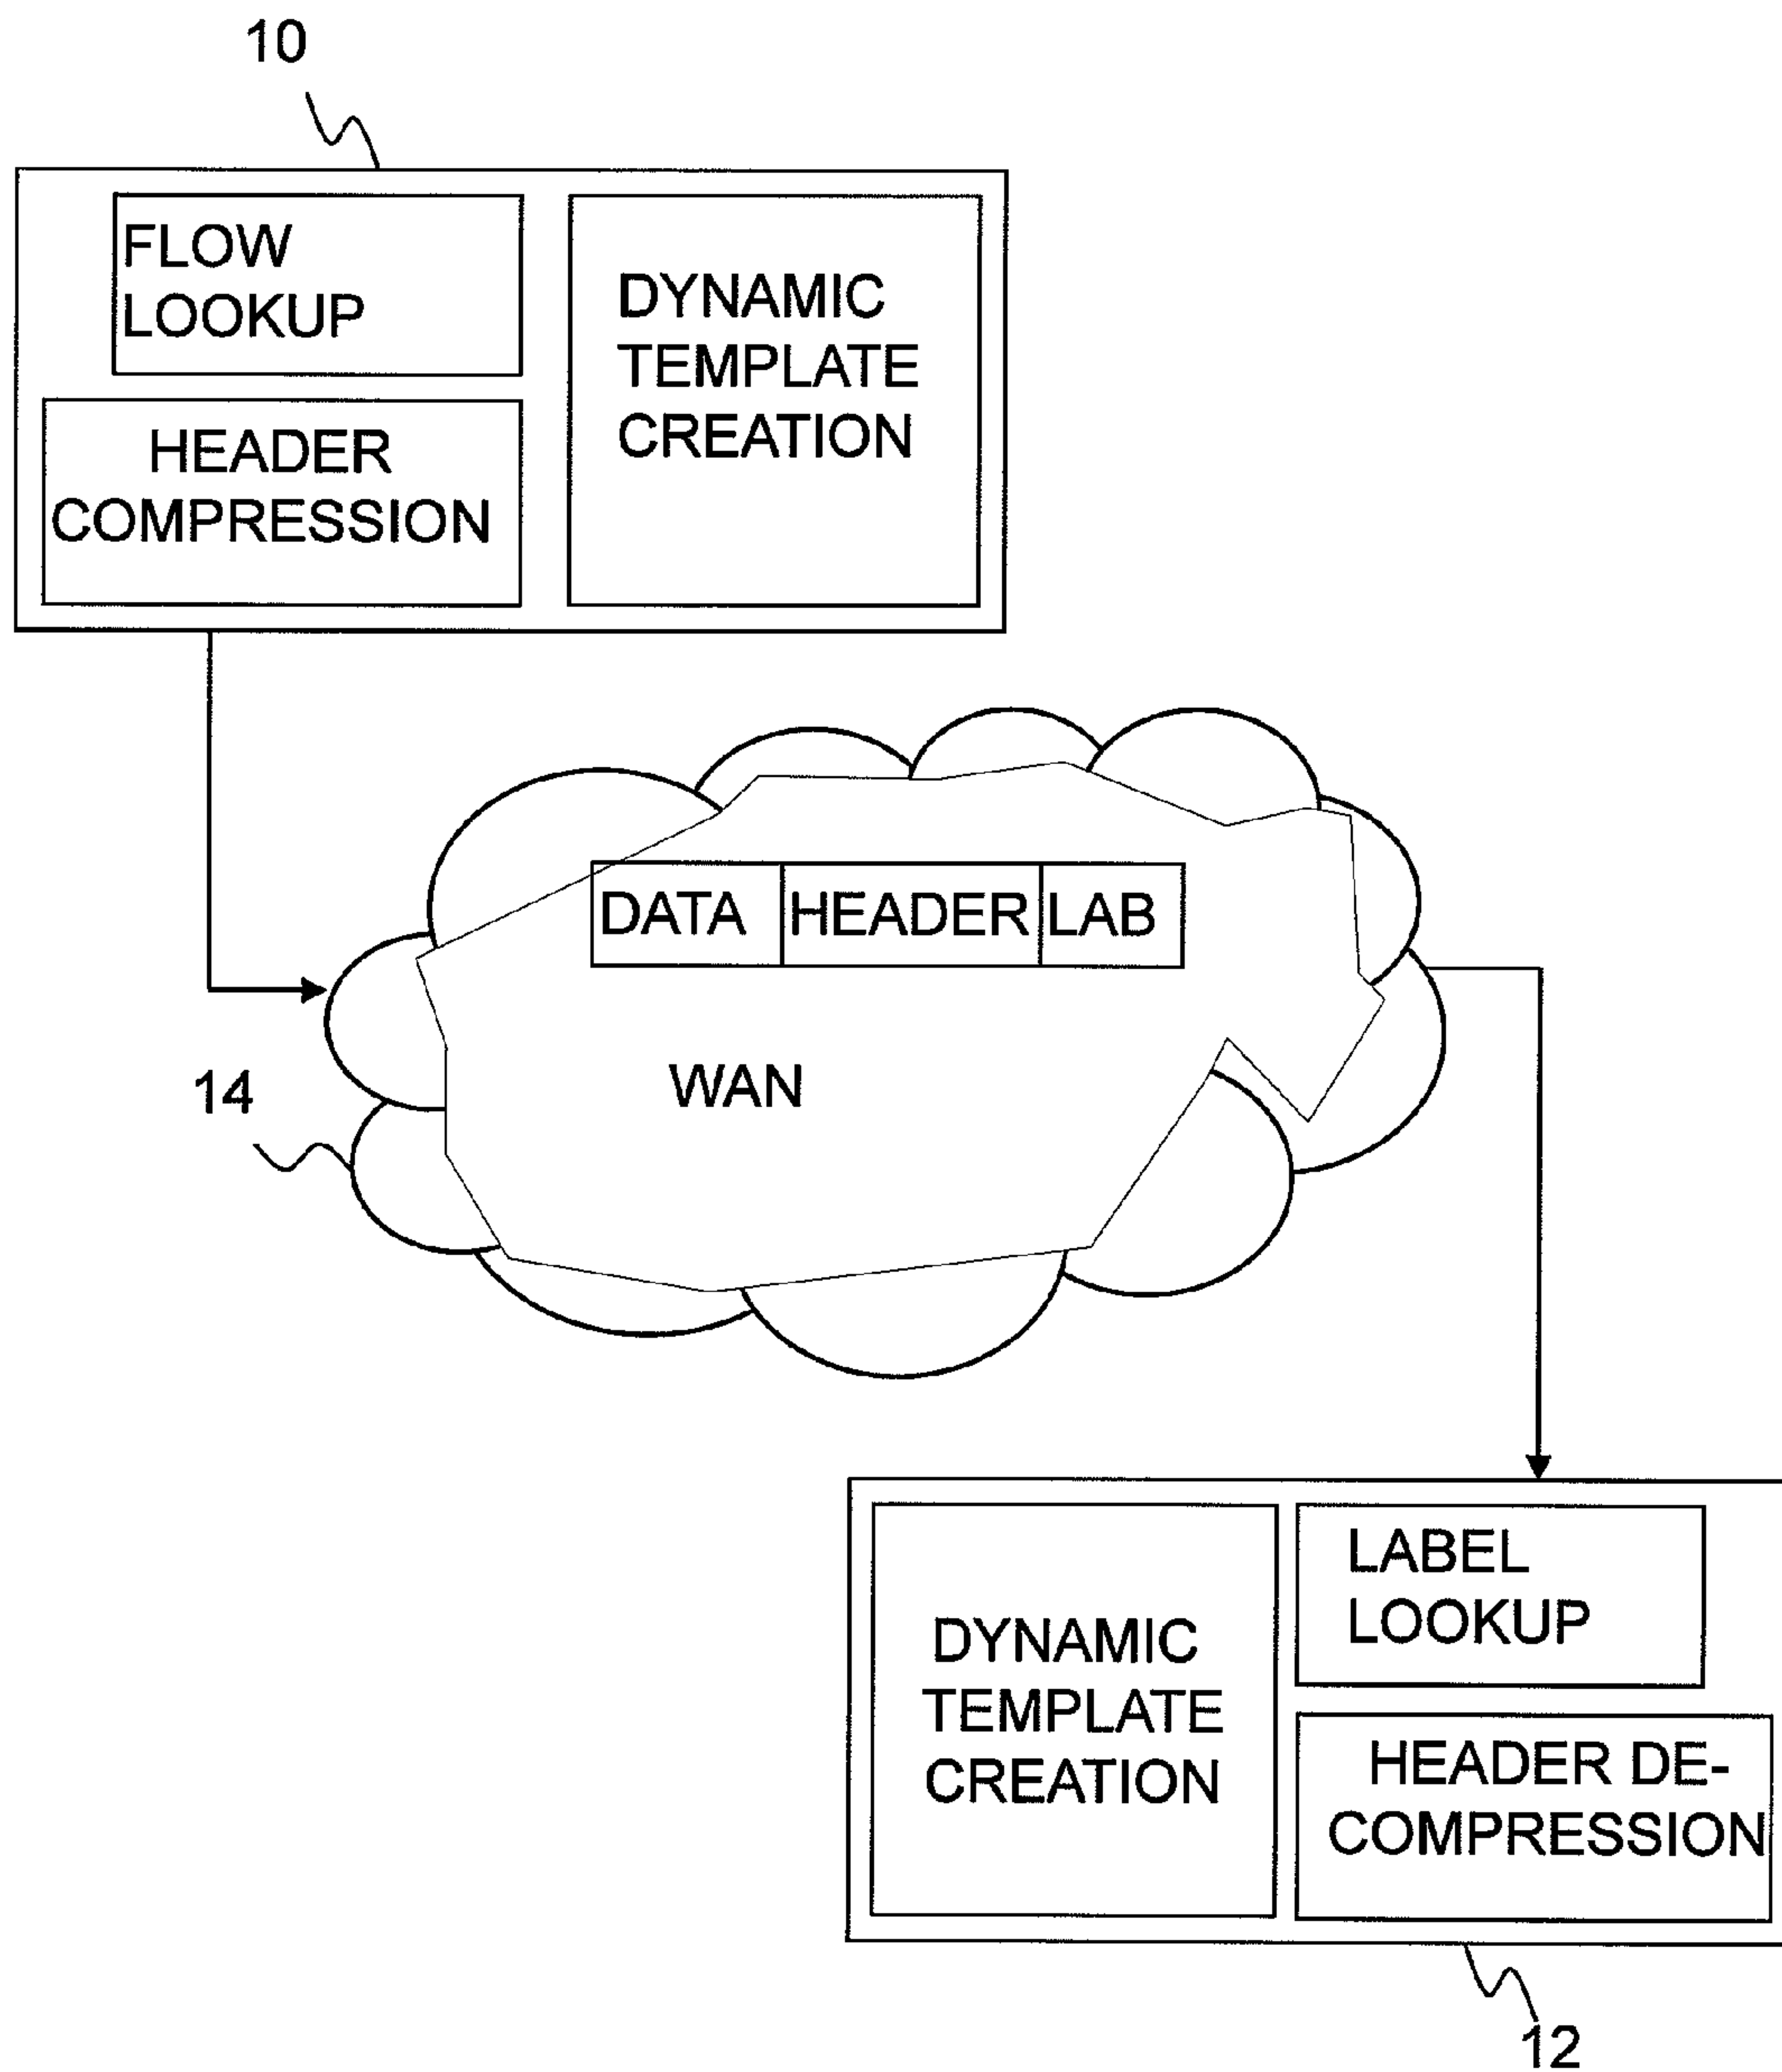 10
FLOW
LOOKUP
HEADER
COMPRESSION
DYNAMIC
TEMPLATE
CREATION
DATA HEADER LAB
WAN
14
DYNAMIC
TEMPLATE
CREATION
LABEL
LOOKUP
HEADER DE-
COMPRESSION
12